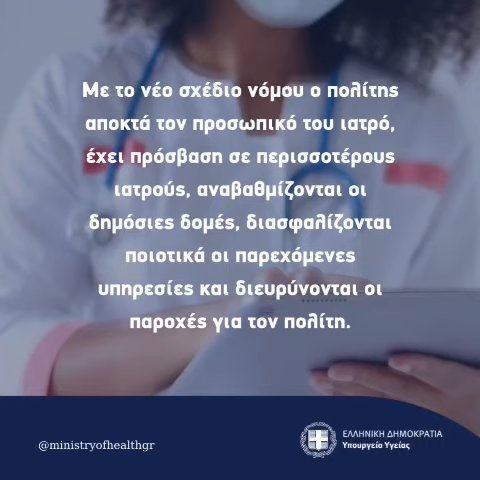 Με το νέο σχέδιο νόμου ο πολίτης
αποκτά τον προσωπικό του ιατρό,
έχει πρόσβαση σε περισσοτέρους
ιατρούς, αναβαθμίζονται οι
δημόσιες δομές, διασφαλίζονται
ποιοτικά οι παρεχόμενες
υπηρεσίες και διευρύνονται οι
παροχές για τον πολίτη.
@ministryofhealthgr
ΕΛΛΗΝΙΚΗ ΔΗΜΟΚΡΑΤΙΑ
Υπουργείο Υγείας